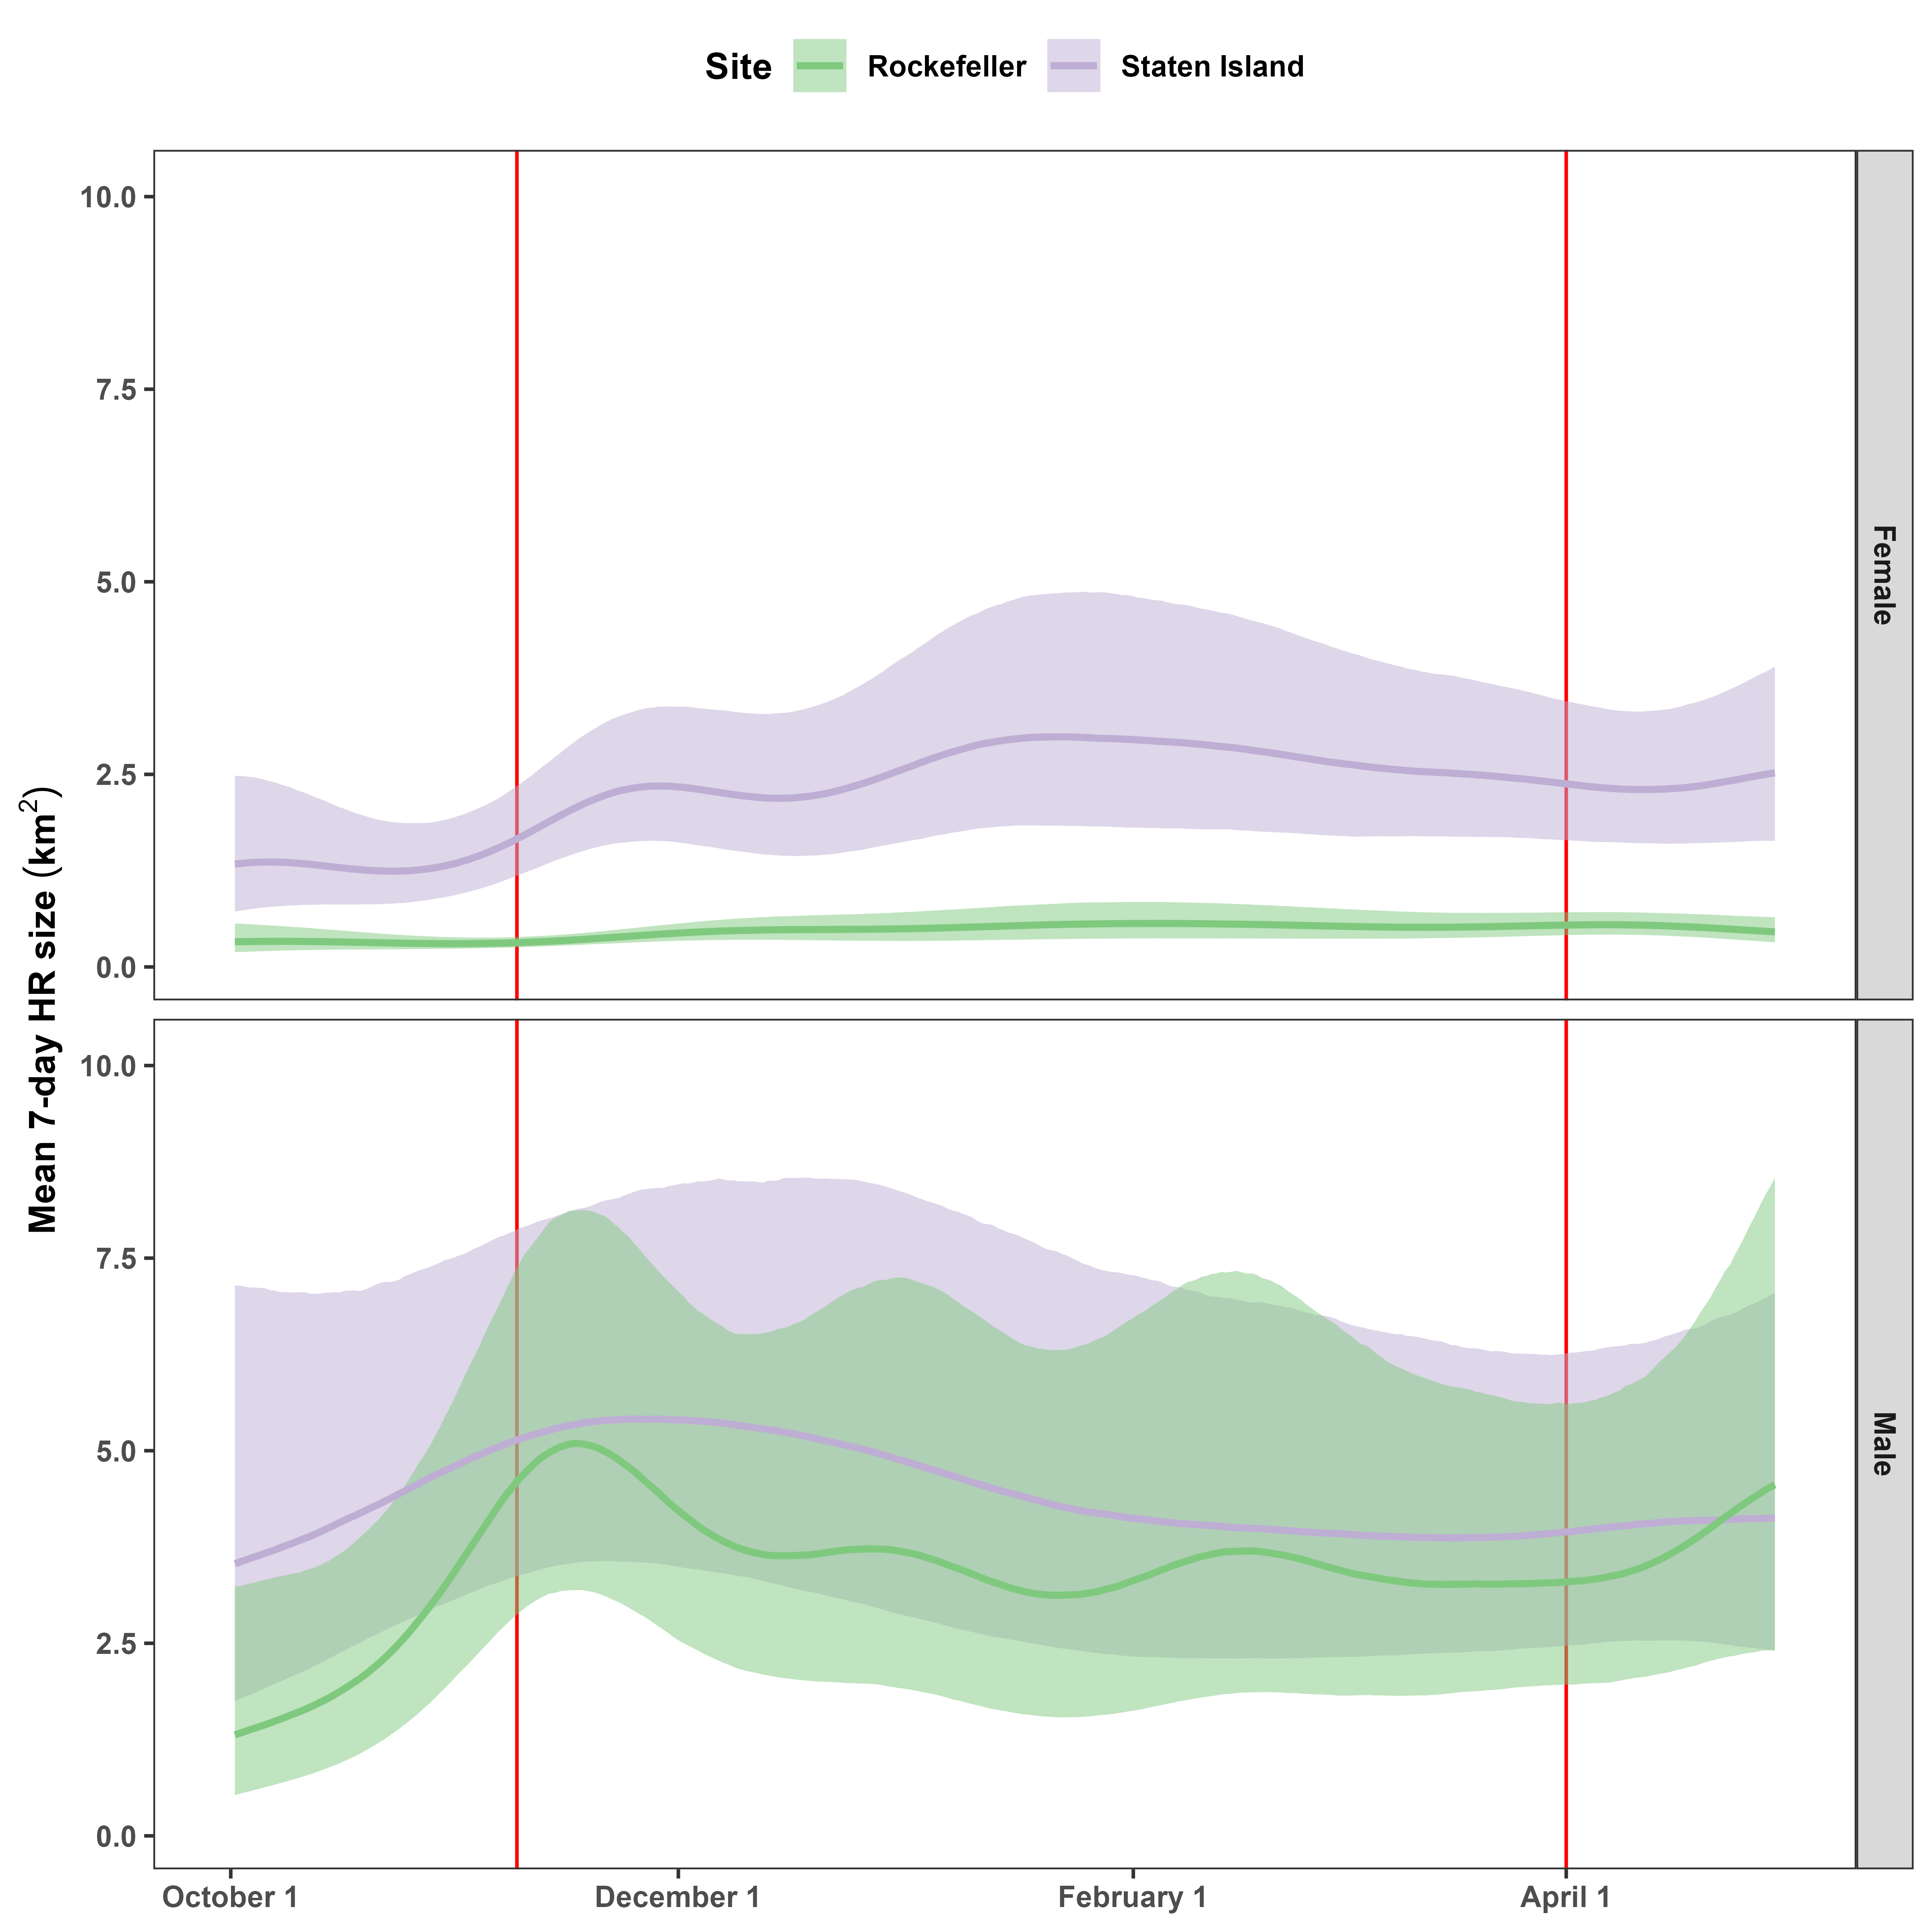 Site Rockefeller Staten Island
Mean 7-day HR size (km²)
10.0
7.5
5.0
2.5
0.0
Female
10.0
7.5
5.0
2.5
0.0
Male
October 1 December 1 February 1 April 1